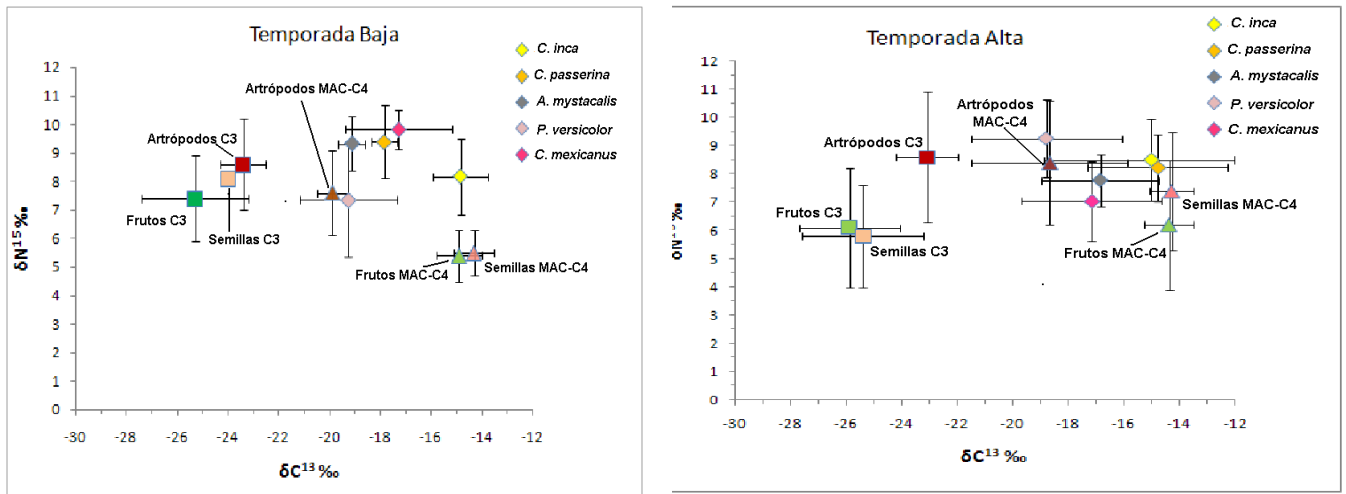 Temporada Baja
C. inca
C. passerina
A. mystacalis
P. versicolor
C. mexicanus
12
11
10
9
8
7
6
5
4
3
2
1
0
δN¹⁵‰
Artrópodos MAC-C4
Artrópodos C3
Frutos C3
Semillas C3
Frutos MAC-C4
Semillas MAC-C4
-30 -28 -26 -24 -22 -20 -18 -16 -14 -12
δC¹³‰
Temporada Alta
C. inca
C. passerina
A. mystacalis
P. versicolor
C. mexicanus
12
11
10
9
8
7
6
5
4
3
2
1
0
δN¹⁵‰
Artrópodos
MAC-C4
Artrópodos C3
Frutos C3
Semillas C3
Semillas MAC-C4
Frutos MAC-C4
-30 -28 -26 -24 -22 -20 -18 -16 -14 -12
δC¹³‰